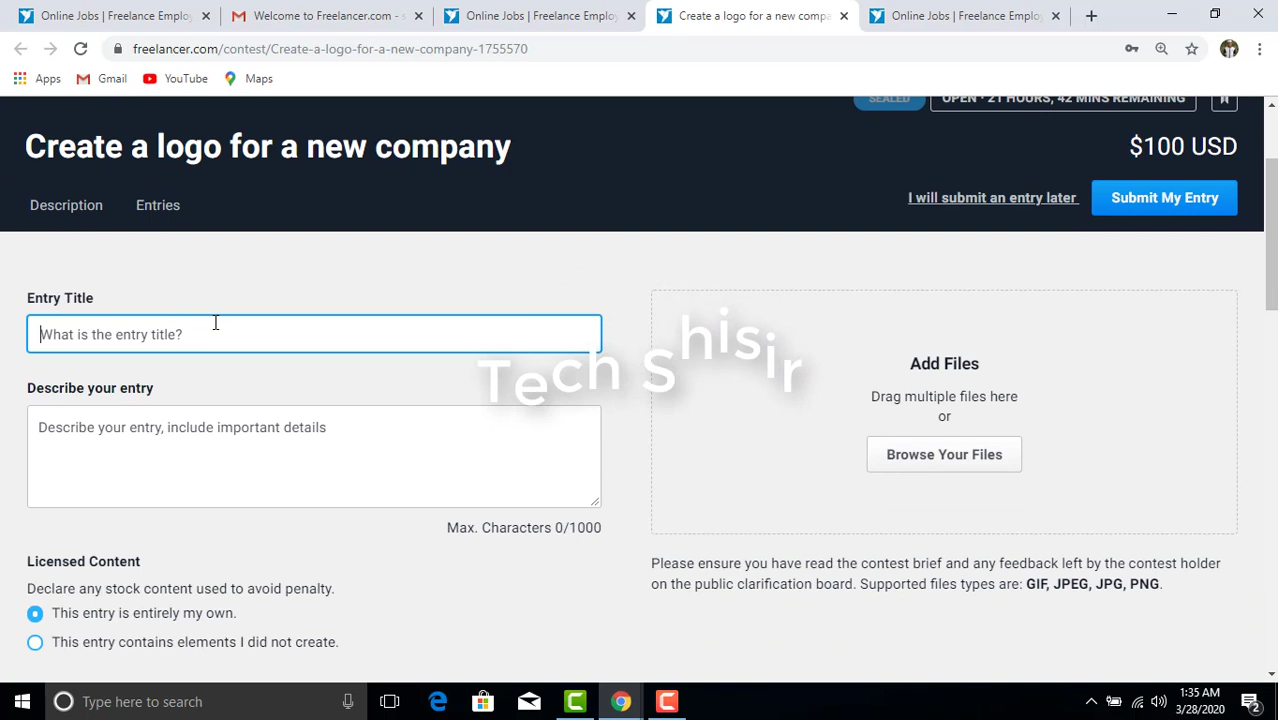 Online Jobs | Freelance Employ
Welcome to Freelancer.com - s
Online Jobs | Freelance Employ
Create a logo for a new compa
Online Jobs | Freelance Employ
freelancer.com/contest/Create-a-logo-for-a-new-company-1755570
Apps
Gmail
YouTube
Maps
SEALED
OPEN • 21 HOURS, 42 MINS REMAINING
Create a logo for a new company
$100 USD
Description
Entries
I will submit an entry later
Submit My Entry
Entry Title
What is the entry title?
Tech Shisir
Add Files
Drag multiple files here
or
Browse Your Files
Describe your entry
Describe your entry, include important details
Max. Characters 0/1000
Please ensure you have read the contest brief and any feedback left by the contest holder
on the public clarification board. Supported files types are: GIF, JPEG, JPG, PNG.
Licensed Content
Declare any stock content used to avoid penalty.
This entry is entirely my own.
This entry contains elements I did not create.
Type here to search
1:35 AM
3/28/2020
2